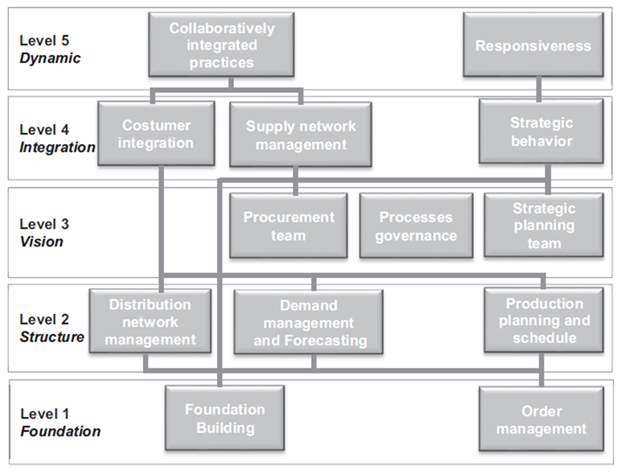 Level 5
Dynamic
Collaboratively
integrated
practices
Responsiveness
Level 4
Integration
Costumer
integration
Supply network
management
Strategic
behavior
Level 3
Vision
Procurement
team
Processes
governance
Strategic
planning
team
Level 2
Structure
Distribution
network
management
Demand
management
and Forecasting
Production
planning and
schedule
Level 1
Foundation
Foundation
Building
Order
management